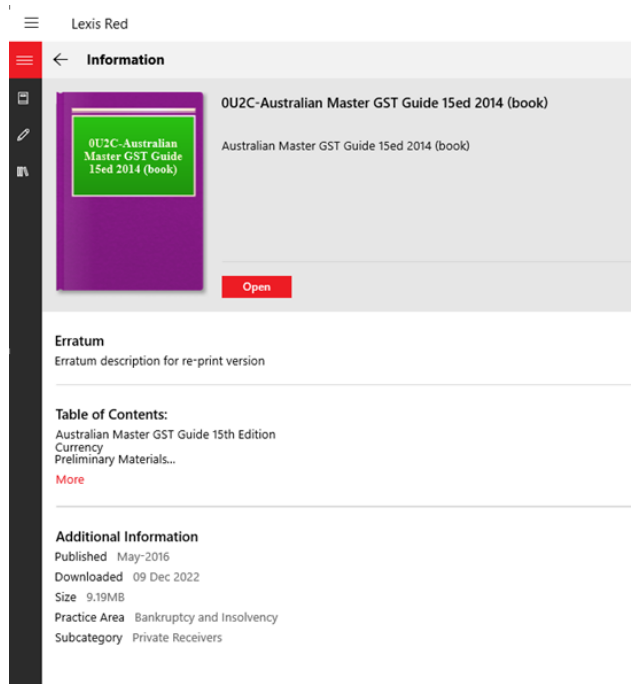 Lexis Red
Information
0U2C-Australian
Master GST Guide
15ed 2014 (book)
0U2C-Australian Master GST Guide 15ed 2014 (book)
Australian Master GST Guide 15ed 2014 (book)
Open
Erratum
Erratum description for re-print version
Table of Contents:
Australian Master GST Guide 15th Edition
Currency
Preliminary Materials...
More
Additional Information
Published May-2016
Downloaded 09 Dec 2022
Size 9.19MB
Practice Area Bankruptcy and Insolvency
Subcategory Private Receivers